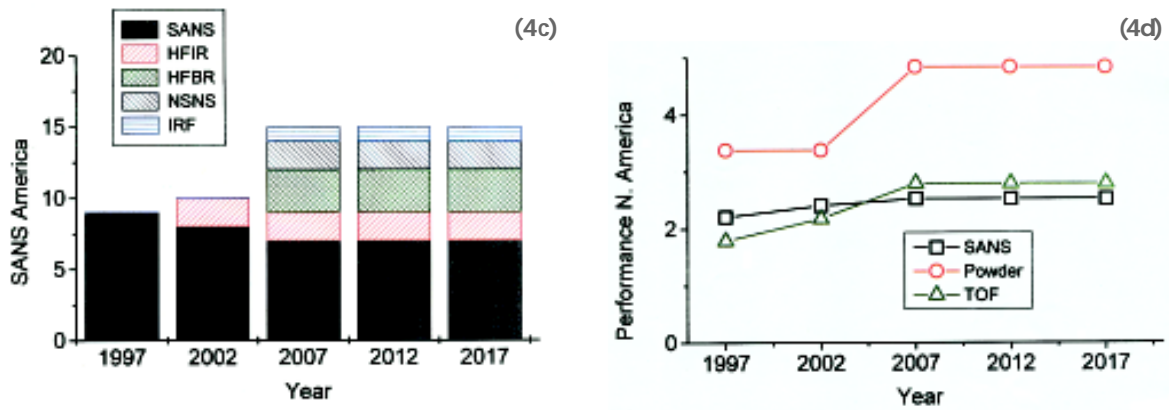 (4c)
SANS
HFIR
HFBR
NSNS
IRF
SANS America
20
15
10
5
0
1997 2002 2007 2012 2017
Year
(4d)
Performance N. America
4
2
0
SANS
Powder
TOF
1997 2002 2007 2012 2017
Year